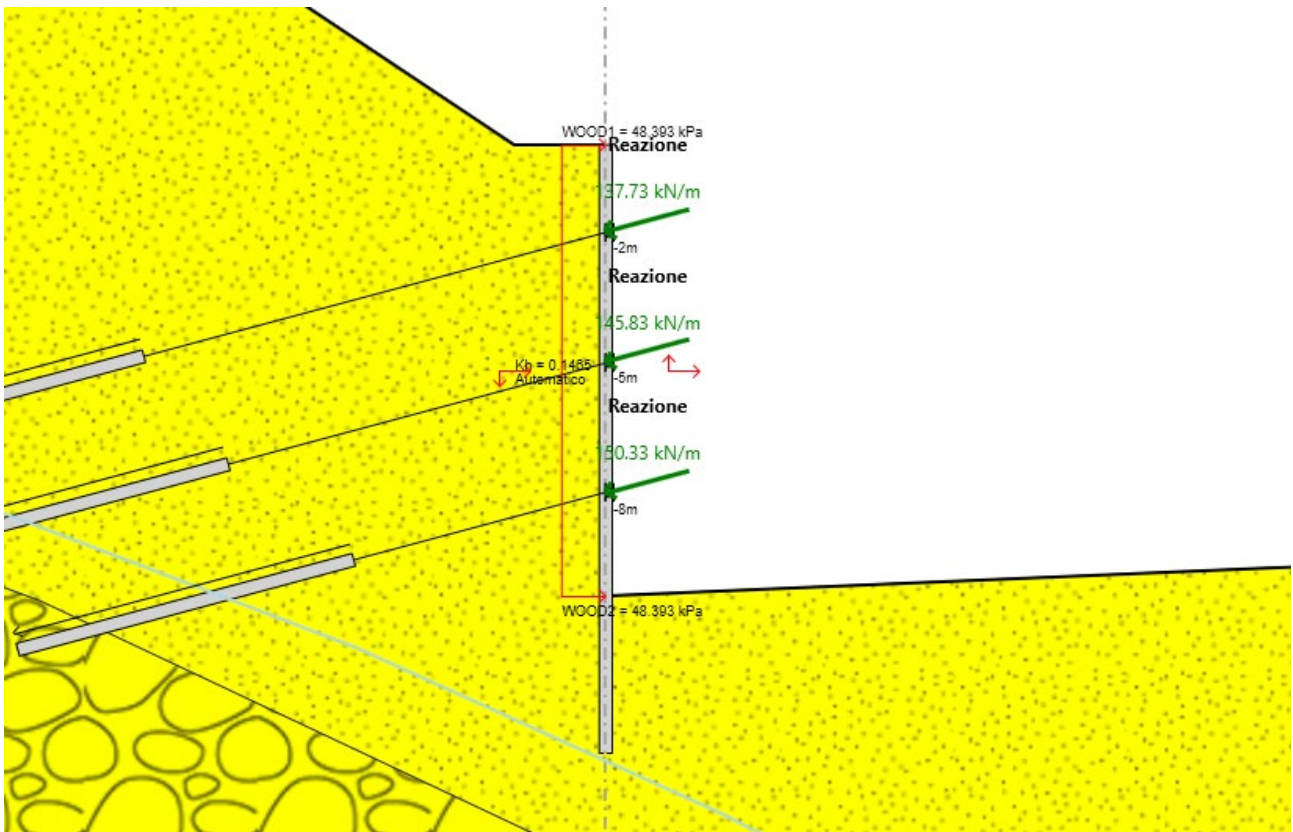 WOOD1 = 48.393 kPa
Reazione
137.73 kN/m
-2m
Reazione
145.83 kN/m
Kh = 0.1465
Automatico
-5m
Reazione
150.33 kN/m
-8m
WOOD2 = 48.393 kPa